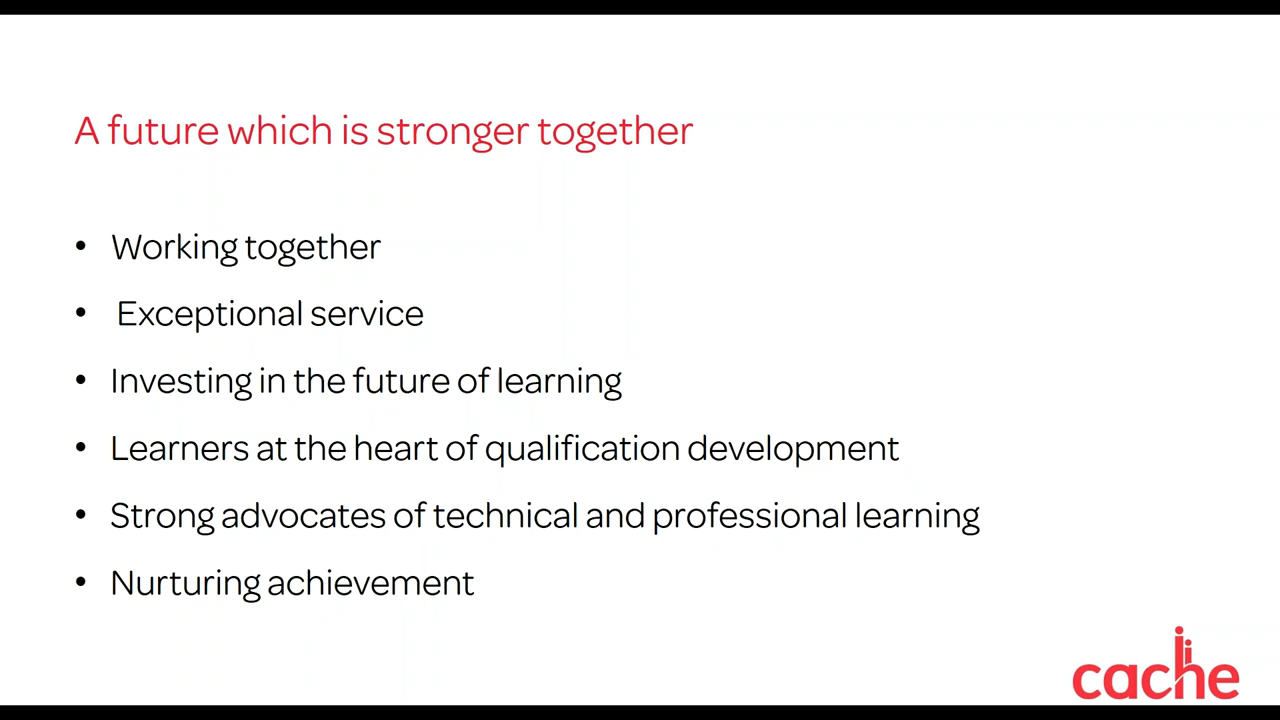 A future which is stronger together
• Working together
• Exceptional service
• Investing in the future of learning
• Learners at the heart of qualification development
• Strong advocates of technical and professional learning
• Nurturing achievement
cache